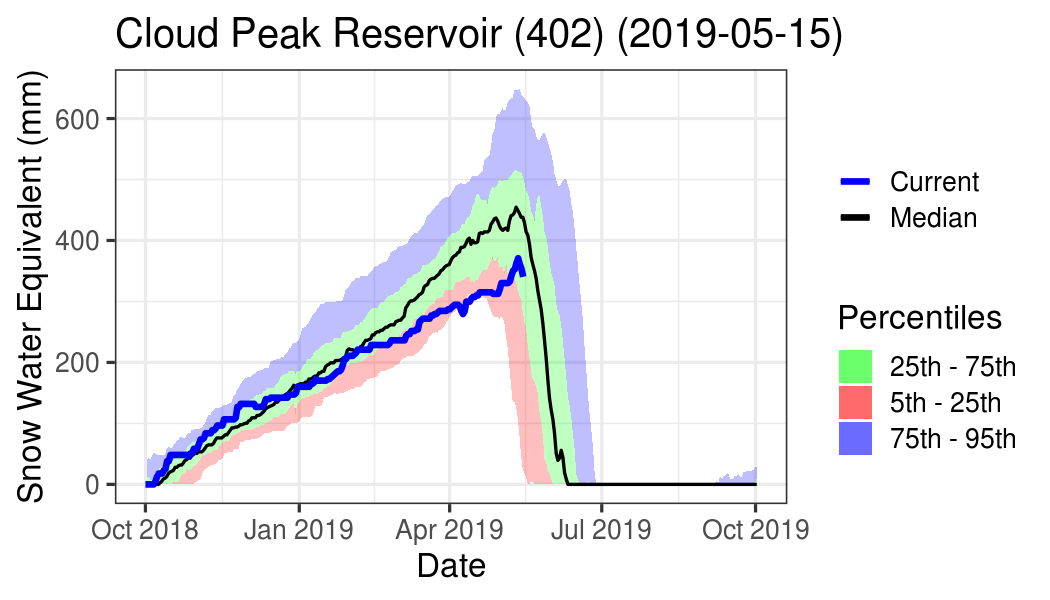 Cloud Peak Reservoir (402) (2019-05-15)
Snow Water Equivalent (mm)
600
400
200
0
Oct 2018
Jan 2019
Apr 2019
Jul 2019
Oct 2019
Date
Current
Median
Percentiles
25th - 75th
5th - 25th
75th - 95th